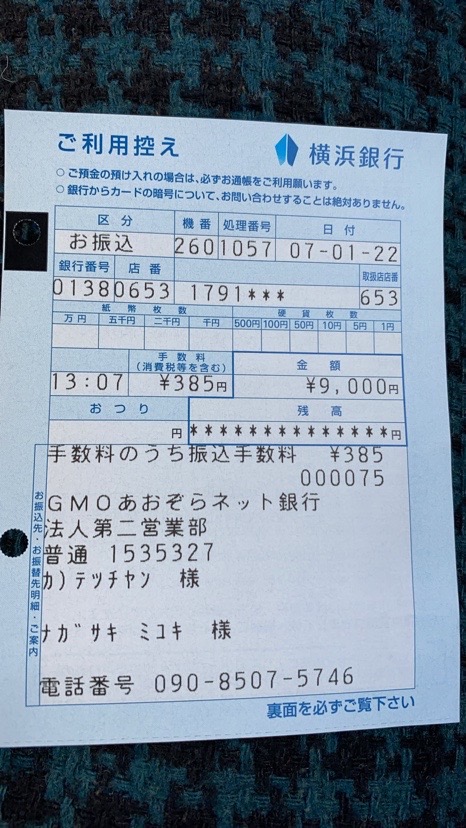 ご利用控え 横浜銀行
○ ご預金の預け入れの場合は、必ずお通帳をご利用願います。
○ 銀行からカードの暗号について、お問い合わせすることは絶対ありません。
区分 機番 処理番号 日付
お振込 260 1057 07-01-22
銀行番号 店番 取扱店店番
0138 0653 1791*** 653
紙幣枚数 硬貨枚数
万円 五千円 二千円 千円 500円 100円 50円 10円 5円 1円
手数料(消費税等を含む) 金額
13:07 ¥385円 ¥9,000円
おつり 残高
円 **************円
手数料のうち振込手数料 ¥385
000075
お振込先・お振替先明細・ご案内
GMOあおぞらネット銀行
法人第二営業部
普通 1535327
カ)テツチヤン 様
ナガサキ ミユキ 様
電話番号 090-8507-5746
裏面を必ずご覧下さい